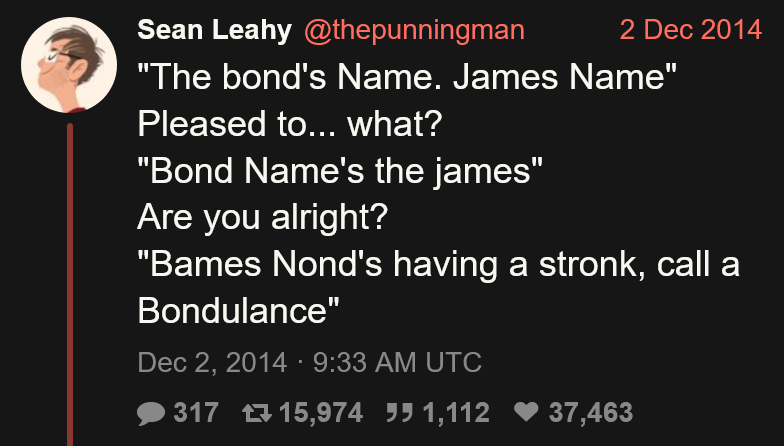 Sean Leahy @thepunningman 2 Dec 2014
"The bond's Name. James Name"
Pleased to... what?
"Bond Name's the james"
Are you alright?
"Bames Nond's having a stronk, call a
Bondulance"
Dec 2, 2014 · 9:33 AM UTC
317 15,974 1,112 37,463